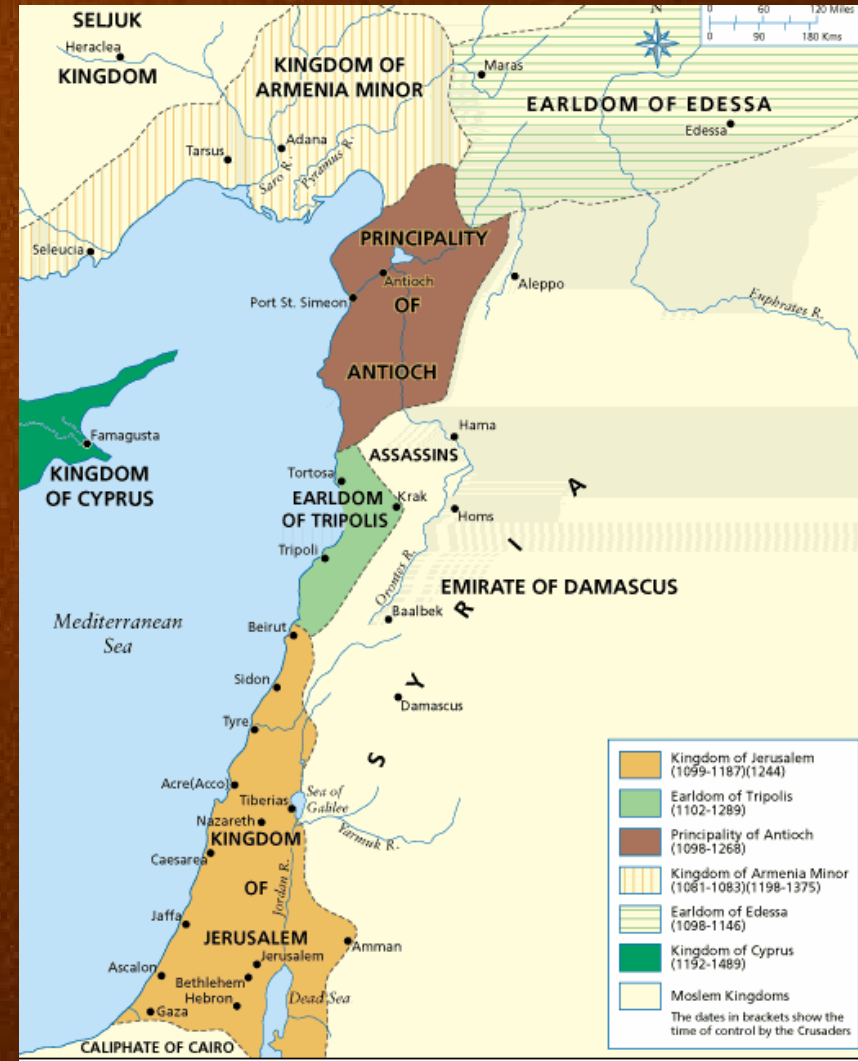 SELJUK
Heraclea
KINGDOM
KINGDOM OF
ARMENIA MINOR
N
0 60 120 Miles
0 90 180 Kms
Maras
EARLDOM OF EDESSA
Edessa
Adana
Tarsus
Saro R.
Pyramus R.
Seleucia
PRINCIPALITY
Antioch
OF
ANTIOCH
Port St. Simeon
Aleppo
Euphrates R.
Famagusta
KINGDOM
OF CYPRUS
Hama
ASSASSINS
Tortosa
Krak
EARLDOM
OF TRIPOLIS
Homs
Tripoli
Orontes R.
EMIRATE OF DAMASCUS
Baalbek
SYRIA
Mediterranean
Sea
Beirut
Sidon
Damascus
Tyre
Acre(Acco)
Sea of
Galilee
Tiberias
Nazareth
Yarmuk R.
KINGDOM
Caesarea
OF
Jordan R.
Jaffa
JERUSALEM
Amman
Jerusalem
Ascalon
Bethlehem
Hebron
Dead Sea
Gaza
CALIPHATE OF CAIRO
Kingdom of Jerusalem
(1099-1187)(1244)
Earldom of Tripolis
(1102-1289)
Principality of Antioch
(1098-1268)
Kingdom of Armenia Minor
(1081-1083)(1198-1375)
Earldom of Edessa
(1098-1146)
Kingdom of Cyprus
(1192-1489)
Moslem Kingdoms
The dates in brackets show the
time of control by the Crusaders